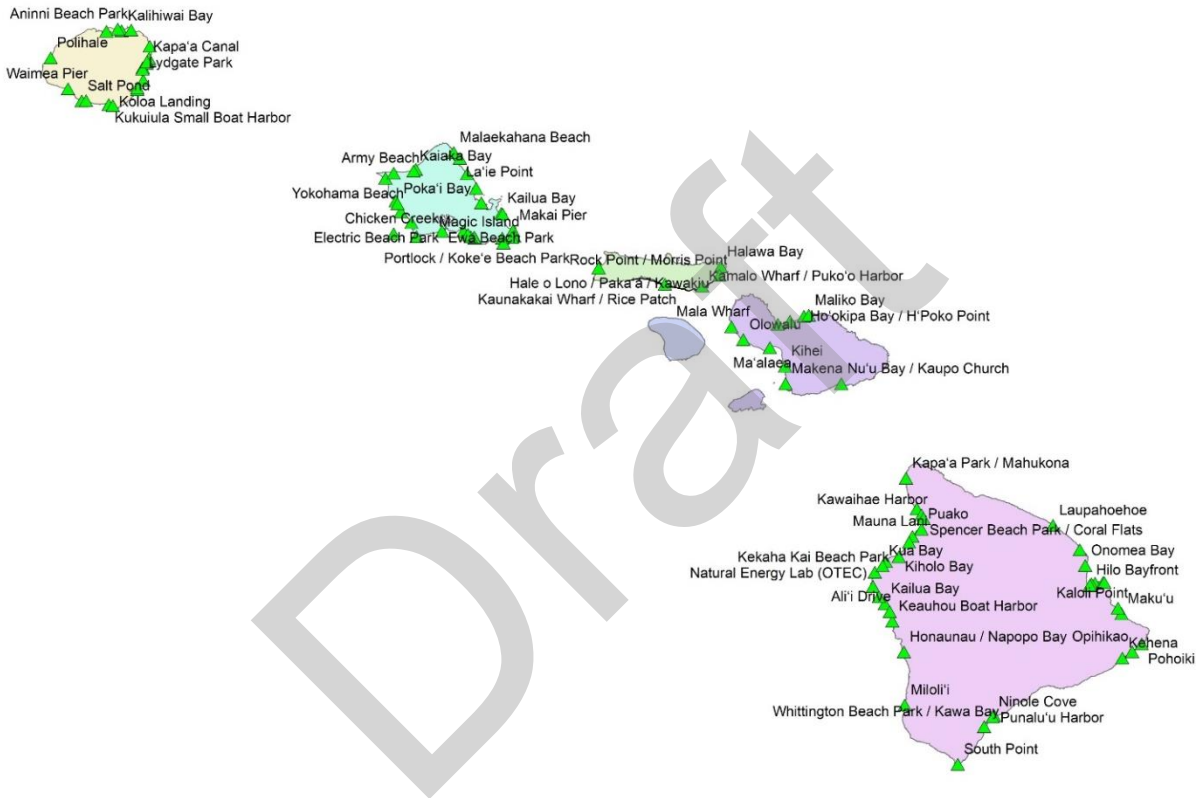 Aninni Beach Park
Kalihiwai Bay
Polihale
Kapa‘a Canal
Lydgate Park
Waimea Pier
Salt Pond
Koloa Landing
Kukuiula Small Boat Harbor
Malaekahana Beach
Army Beach
Kaiaka Bay
La‘ie Point
Yokohama Beach
Poka‘i Bay
Kailua Bay
Makai Pier
Chicken Creek
Magic Island
Electric Beach Park
Ewa Beach Park
Portlock / Koke‘e Beach Park
Rock Point / Morris Point
Halawa Bay
Hale o Lono / Paka‘a / Kawakiu
Kamalo Wharf / Puko‘o Harbor
Kaunakakai Wharf / Rice Patch
Mala Wharf
Maliko Bay
Olowalu
Ho‘okipa Bay / H‘Poko Point
Ma‘alaea
Kihei
Makena
Nu‘u Bay / Kaupo Church
Draft
Kapa‘a Park / Mahukona
Kawaihae Harbor
Puako
Laupahoehoe
Mauna Lani
Spencer Beach Park / Coral Flats
Kua Bay
Onomea Bay
Kekaha Kai Beach Park
Kiholo Bay
Hilo Bayfront
Natural Energy Lab (OTEC)
Kailua Bay
Kaloli Point
Maku‘u
Ali‘i Drive
Keauhou Boat Harbor
Honaunau / Napopo Bay
Opihikao
Kehena
Pohoiki
Miloli‘i
Whittington Beach Park / Kawa Bay
Ninole Cove
Punalu‘u Harbor
South Point